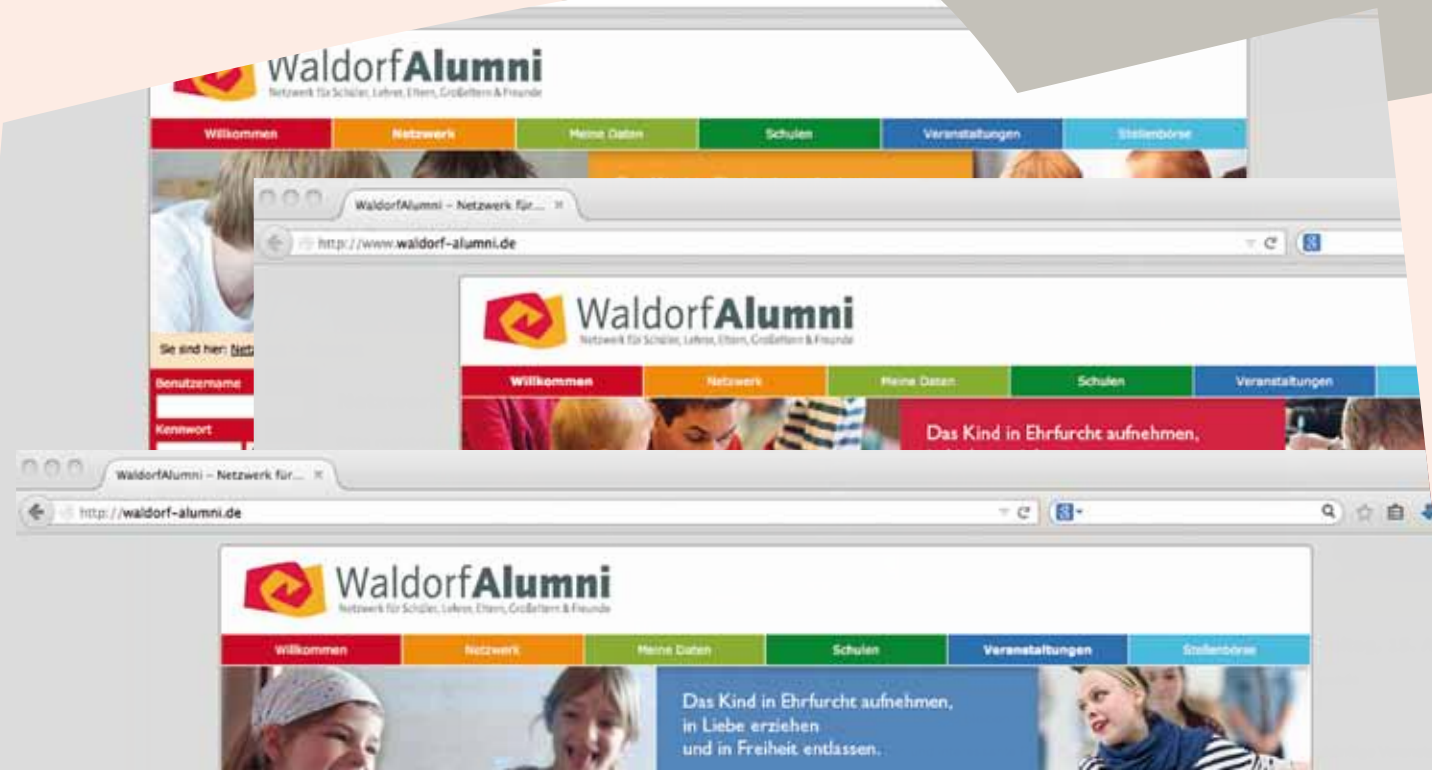 WaldorfAlumni
Netzwerk für Schüler, Lehrer, Eltern, Großeltern & Freunde
Willkommen Netzwerk Meine Daten Schulen Veranstaltungen Stellenbörse
Sie sind hier: Netz
Benutzername
Kennwort
WaldorfAlumni – Netzwerk für...
http://www.waldorf-alumni.de
WaldorfAlumni
Netzwerk für Schüler, Lehrer, Eltern, Großeltern & Freunde
Willkommen Netzwerk Meine Daten Schulen Veranstaltungen
Das Kind in Ehrfurcht aufnehmen,
WaldorfAlumni – Netzwerk für...
http://waldorf-alumni.de
WaldorfAlumni
Netzwerk für Schüler, Lehrer, Eltern, Großeltern & Freunde
Willkommen Netzwerk Meine Daten Schulen Veranstaltungen Stellenbörse
Das Kind in Ehrfurcht aufnehmen,
in Liebe erziehen
und in Freiheit entlassen.